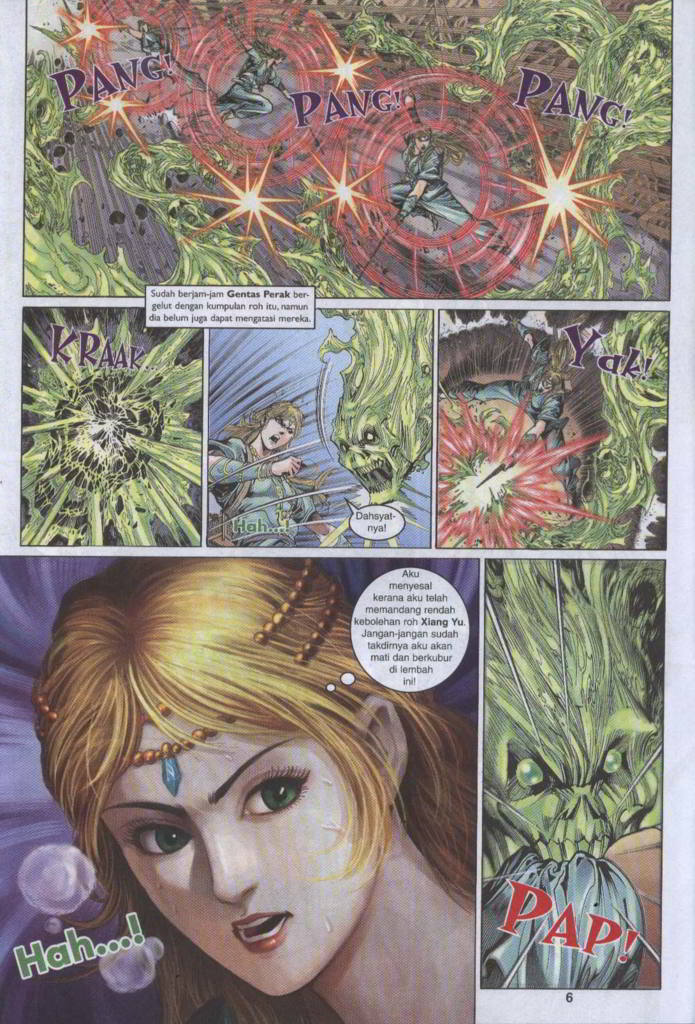 PANG!
PANG!
PANG!
Sudah berjam-jam Gentas Perak ber-
gelut dengan kumpulan roh itu, namun
dia belum juga dapat mengatasi mereka.
KRAAK...
Hah...!
Dahsyat-
nya!
Yak!
Aku
menyesal
kerana aku telah
memandang rendah
kebolehan roh Xiang Yu.
Jangan-jangan sudah
takdirnya aku akan
mati dan berkubur
di lembah
ini!
Hah...!
PAP!
6